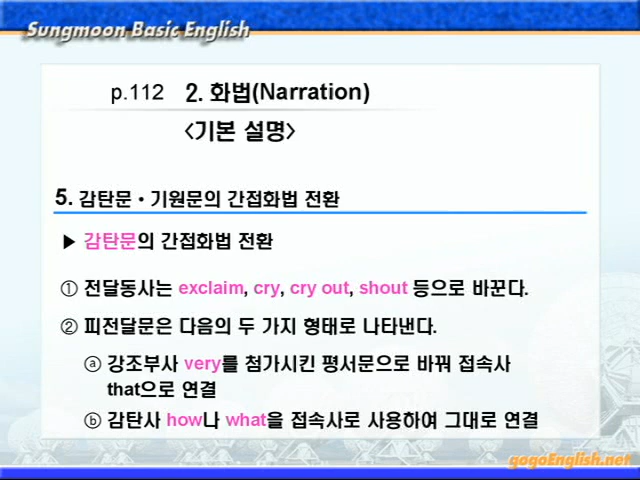 Sungmoon Basic English
p.112 2. 화법(Narration)
<기본 설명>
5. 감탄문 • 기원문의 간접화법 전환
▶ 감탄문의 간접화법 전환
① 전달동사는 exclaim, cry, cry out, shout 등으로 바꾼다.
② 피전달문은 다음의 두 가지 형태로 나타낸다.
ⓐ 강조부사 very를 첨가시킨 평서문으로 바꿔 접속사
that으로 연결
ⓑ 감탄사 how나 what을 접속사로 사용하여 그대로 연결
gogoEnglish.net